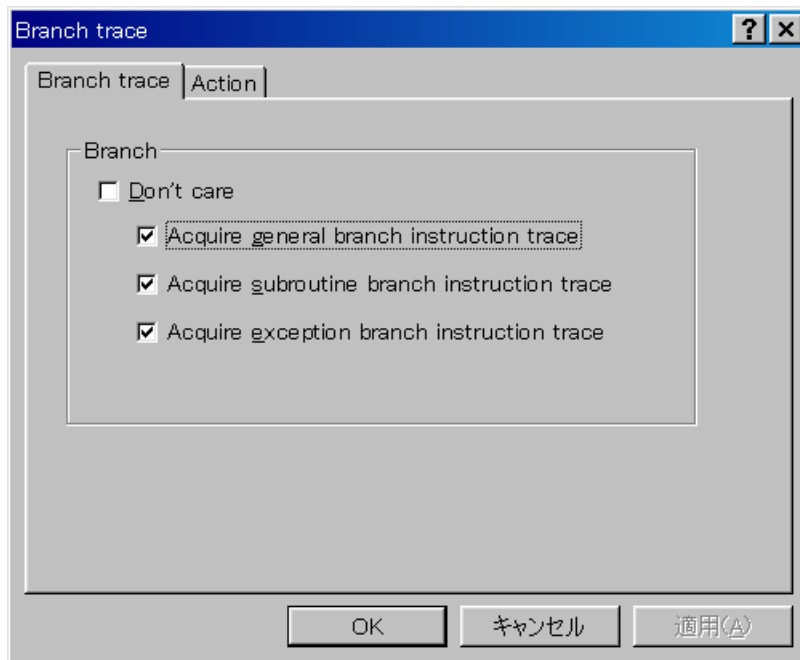 Branch trace
Branch trace Action
Branch
Don't care
Acquire general branch instruction trace
Acquire subroutine branch instruction trace
Acquire exception branch instruction trace
OK キャンセル 適用(A)